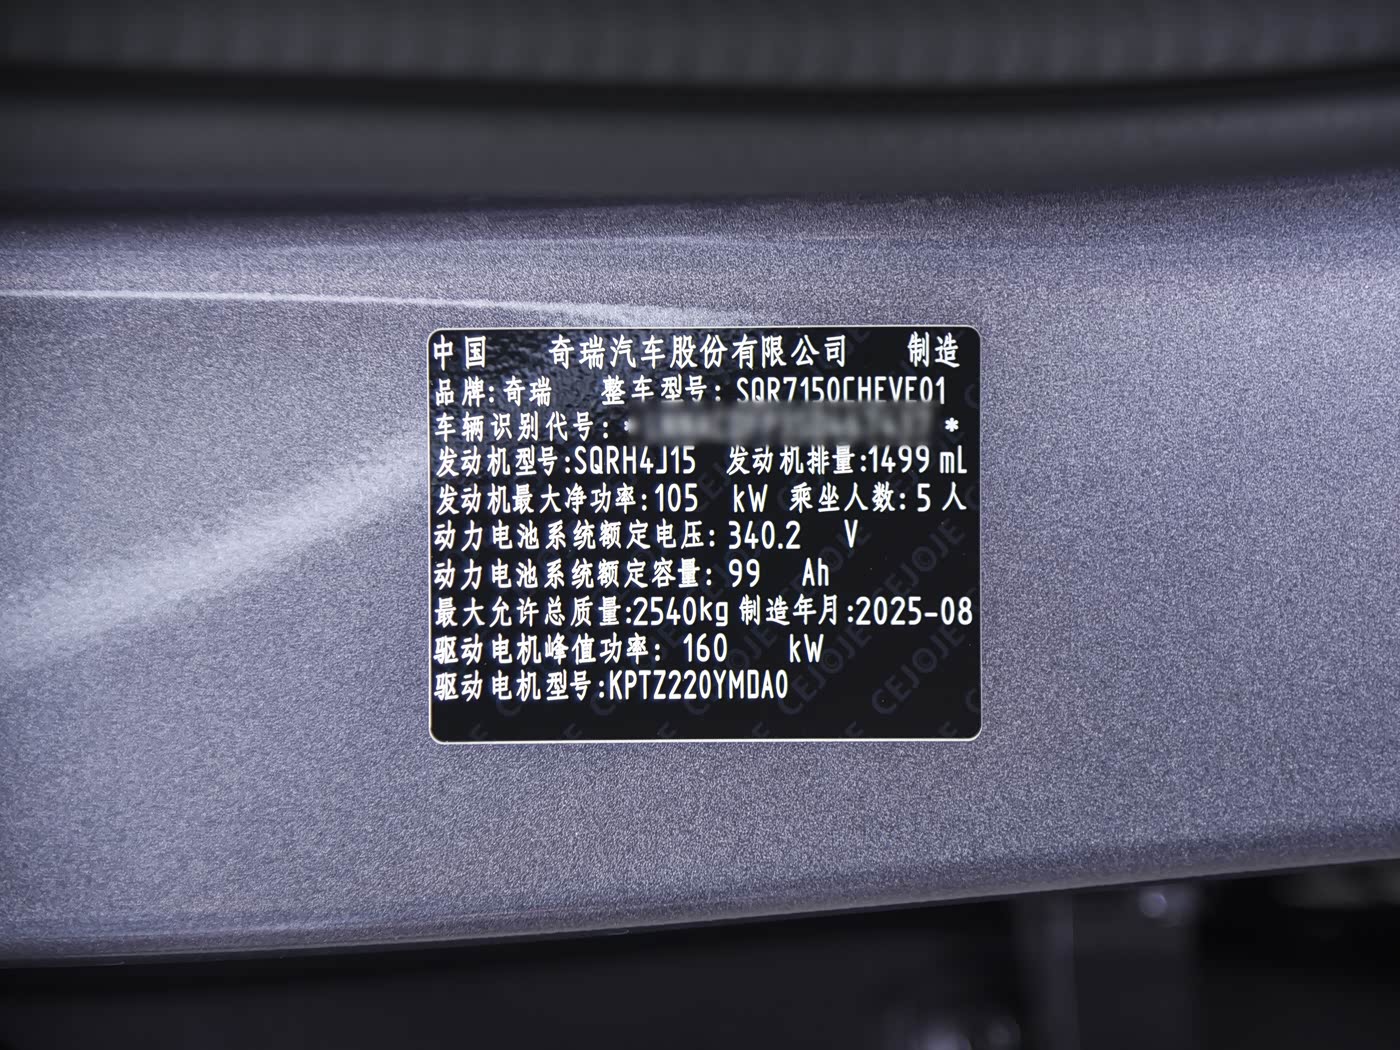 中国 奇瑞汽车股份有限公司 制造
品牌:奇瑞 整车型号: SQR7150CHEVE01
车辆识别代号: * *
发动机型号:SQRH4J15 发动机排量:1499 mL
发动机最大净功率:105 kW 乘坐人数:5 人
动力电池系统额定电压: 340.2 V
动力电池系统额定容量: 99 Ah
最大允许总质量:2540kg 制造年月:2025-08
驱动电机峰值功率: 160 kW
驱动电机型号:KPTZ220YMDA0
CEJOJE